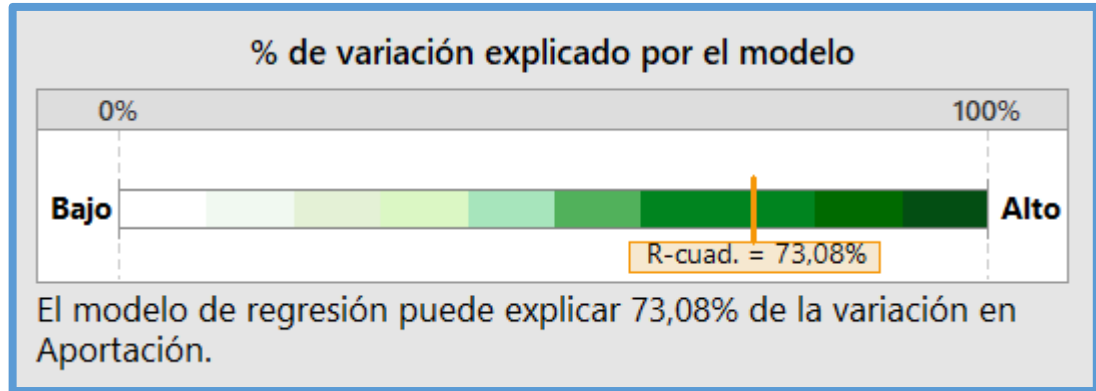 % de variación explicado por el modelo
0% 100%
Bajo Alto
R-cuad. = 73,08%
El modelo de regresión puede explicar 73,08% de la variación en
Aportación.